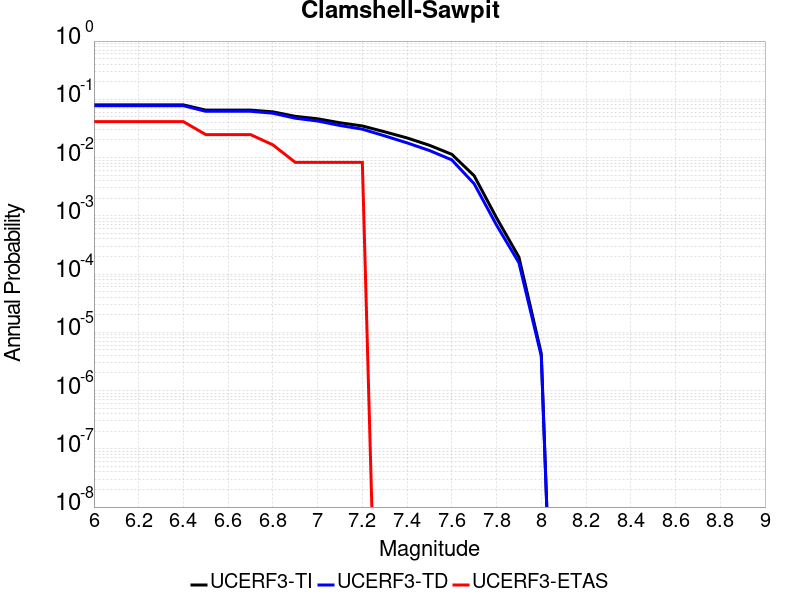 Clamshell-Sawpit
10^0
10^-1
10^-2
10^-3
10^-4
10^-5
10^-6
10^-7
10^-8
Annual Probability
6 6.2 6.4 6.6 6.8 7 7.2 7.4 7.6 7.8 8 8.2 8.4 8.6 8.8 9
Magnitude
UCERF3-TI UCERF3-TD UCERF3-ETAS